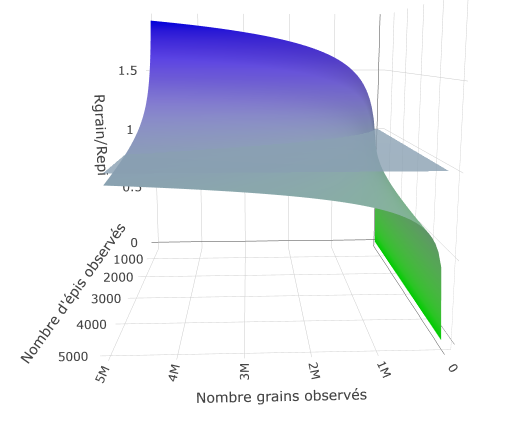 1.5
1
Rgrain/Repi
0.5
0
1000
2000
3000
4000
5000
Nombre d'épis observés
5M
4M
3M
2M
1M
0
Nombre grains observés